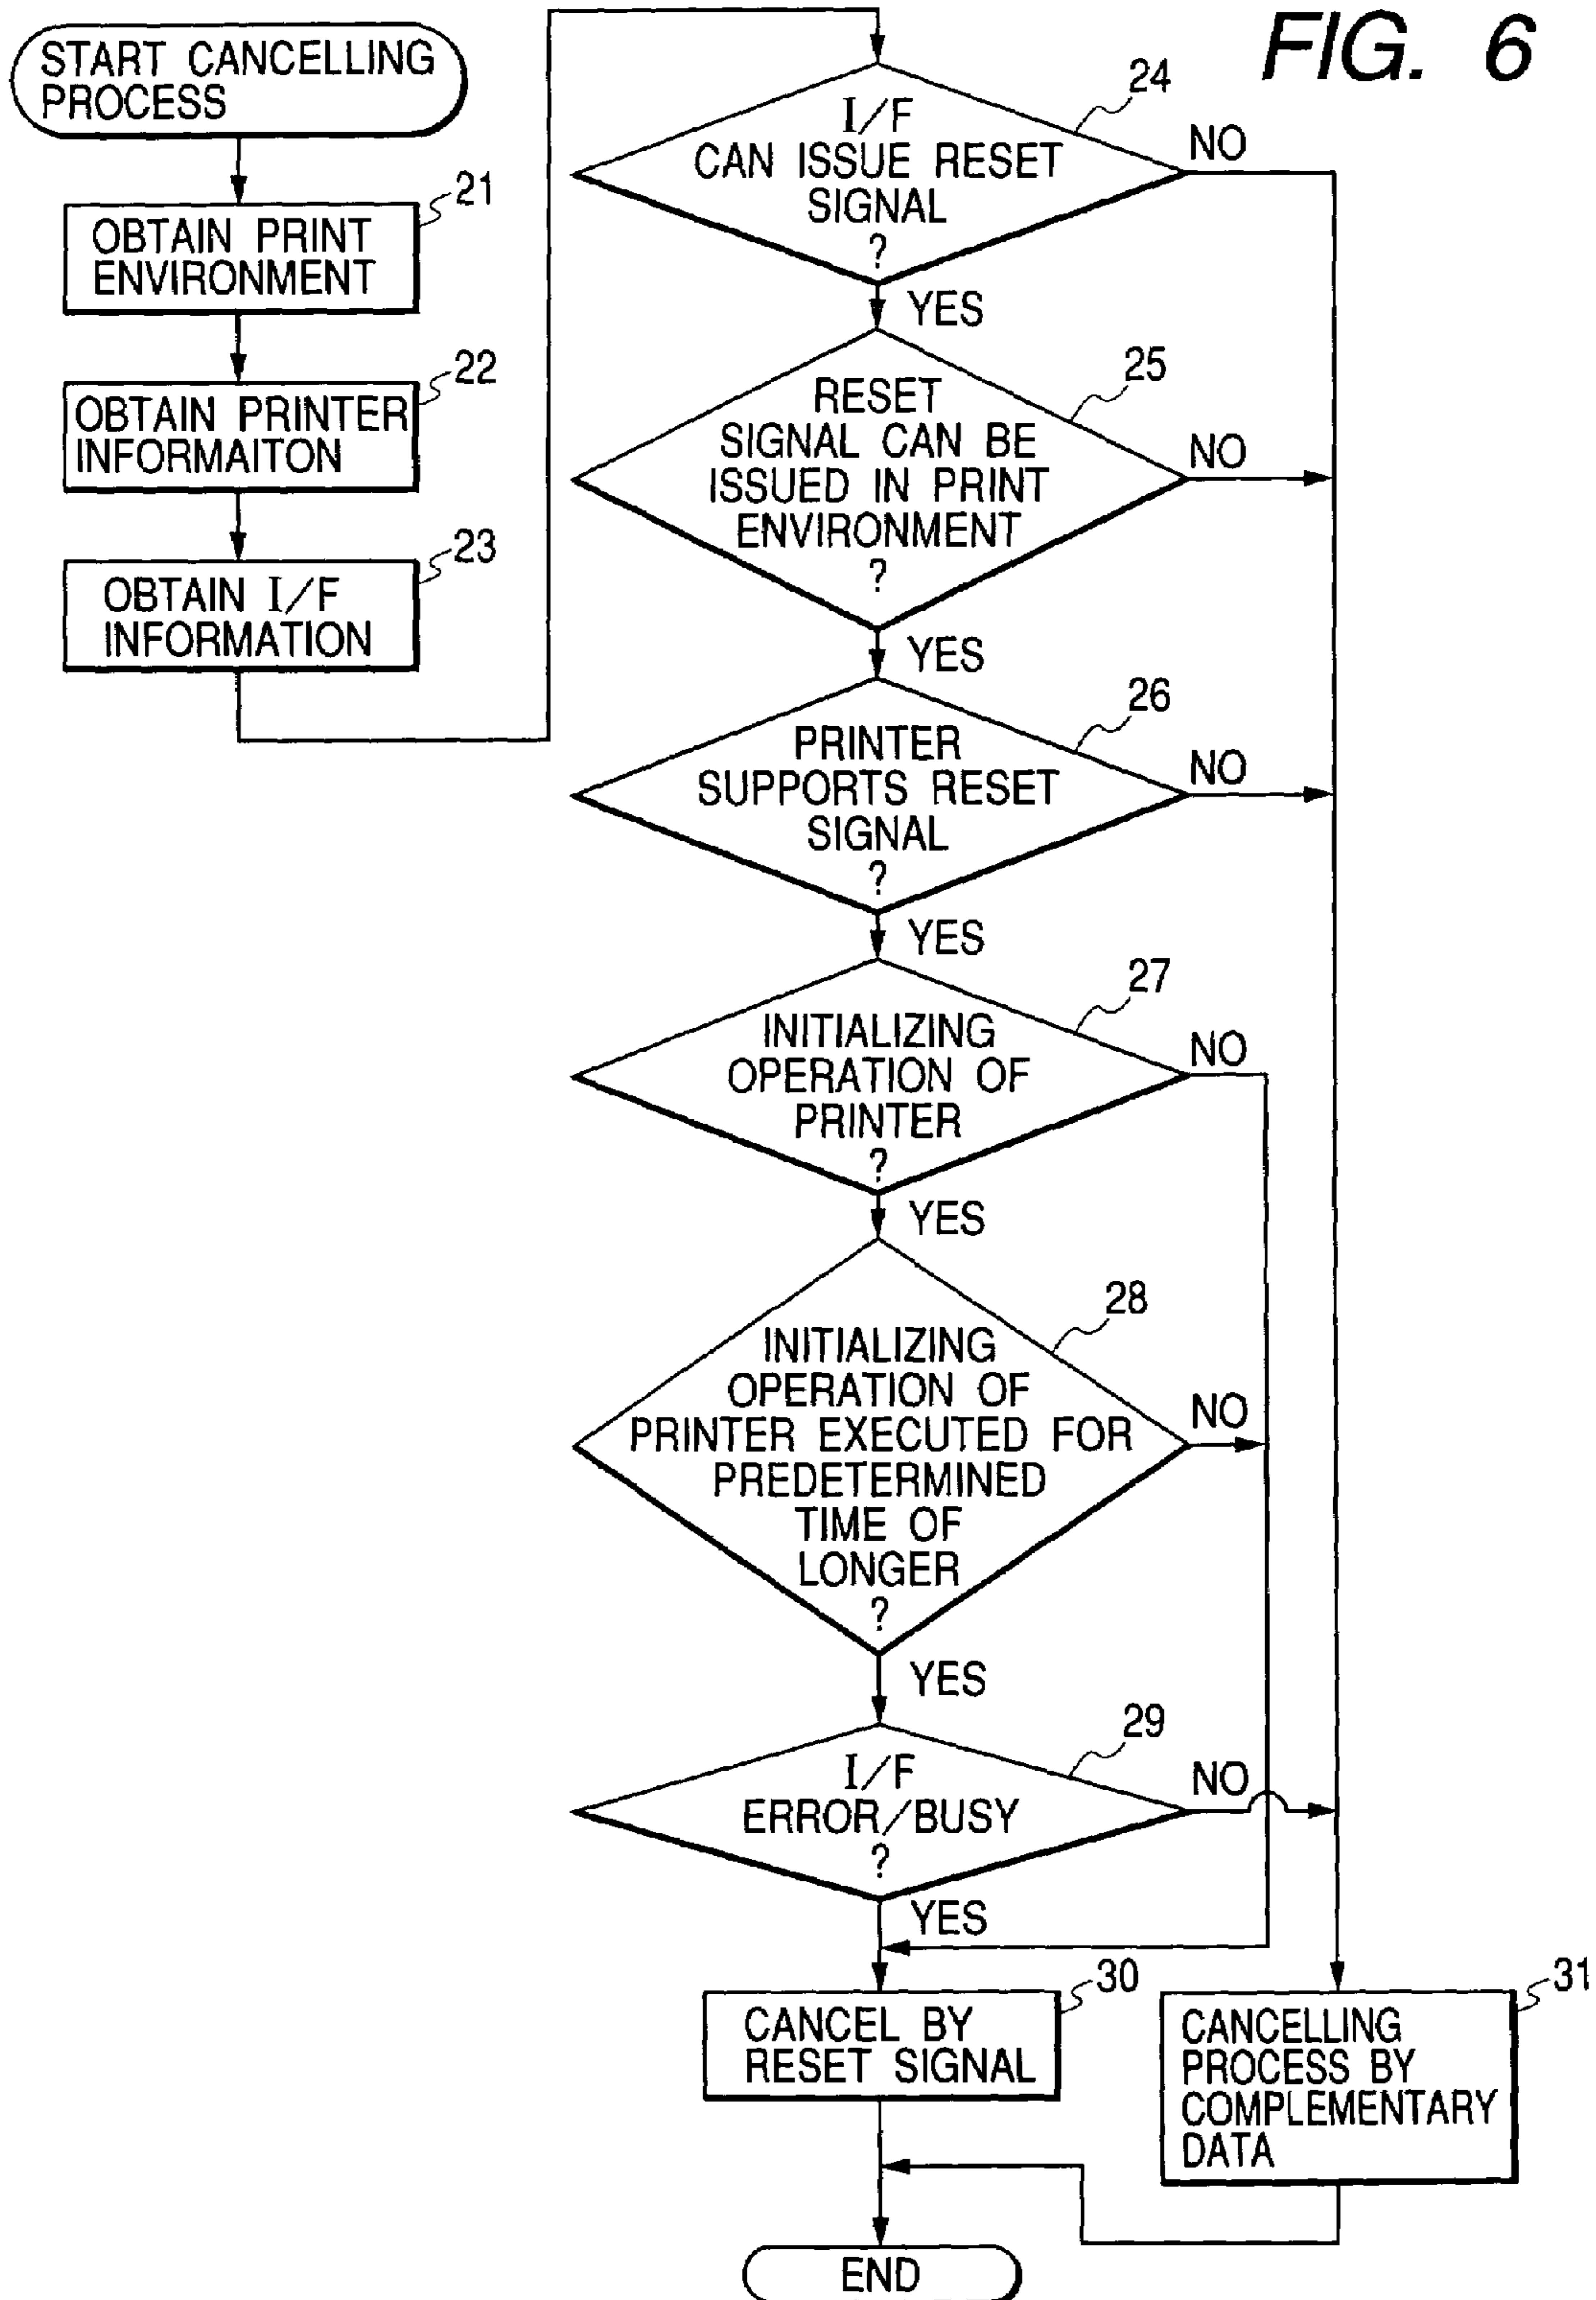 FIG. 6
START CANCELLING
PROCESS
21
OBTAIN PRINT
ENVIRONMENT
22
OBTAIN PRINTER
INFORMAITON
23
OBTAIN I/F
INFORMATION
24
I/F
CAN ISSUE RESET
SIGNAL
?
NO
YES
25
RESET
SIGNAL CAN BE
ISSUED IN PRINT
ENVIRONMENT
?
NO
YES
26
PRINTER
SUPPORTS RESET
SIGNAL
?
NO
YES
27
INITIALIZING
OPERATION OF
PRINTER
?
NO
YES
28
INITIALIZING
OPERATION OF
PRINTER EXECUTED FOR
PREDETERMINED
TIME OF
LONGER
?
NO
YES
29
I/F
ERROR/BUSY
?
NO
YES
30
CANCEL BY
RESET SIGNAL
31
CANCELLING
PROCESS BY
COMPLEMENTARY
DATA
END